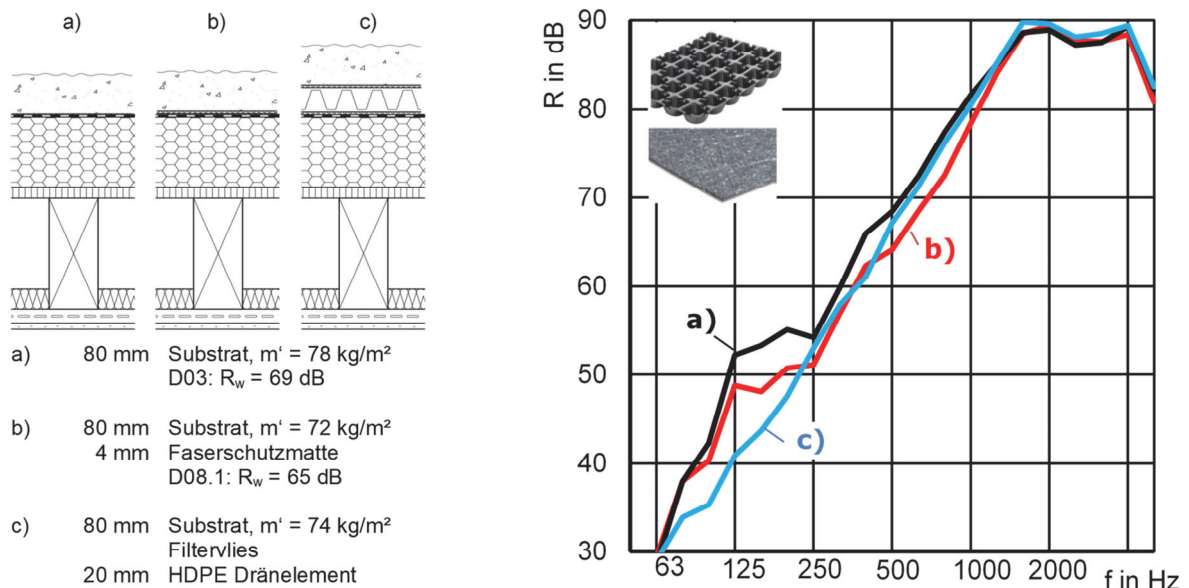 a) b) c)
a) 80 mm Substrat, m‘ = 78 kg/m²
D03: Rw = 69 dB
b) 80 mm Substrat, m‘ = 72 kg/m²
4 mm Faserschutzmatte
D08.1: Rw = 65 dB
c) 80 mm Substrat, m‘ = 74 kg/m²
Filtervlies
20 mm HDPE Dränelement
R in dB
90
80
70
60
50
40
30
a)
b)
c)
63 125 250 500 1000 2000 f in Hz